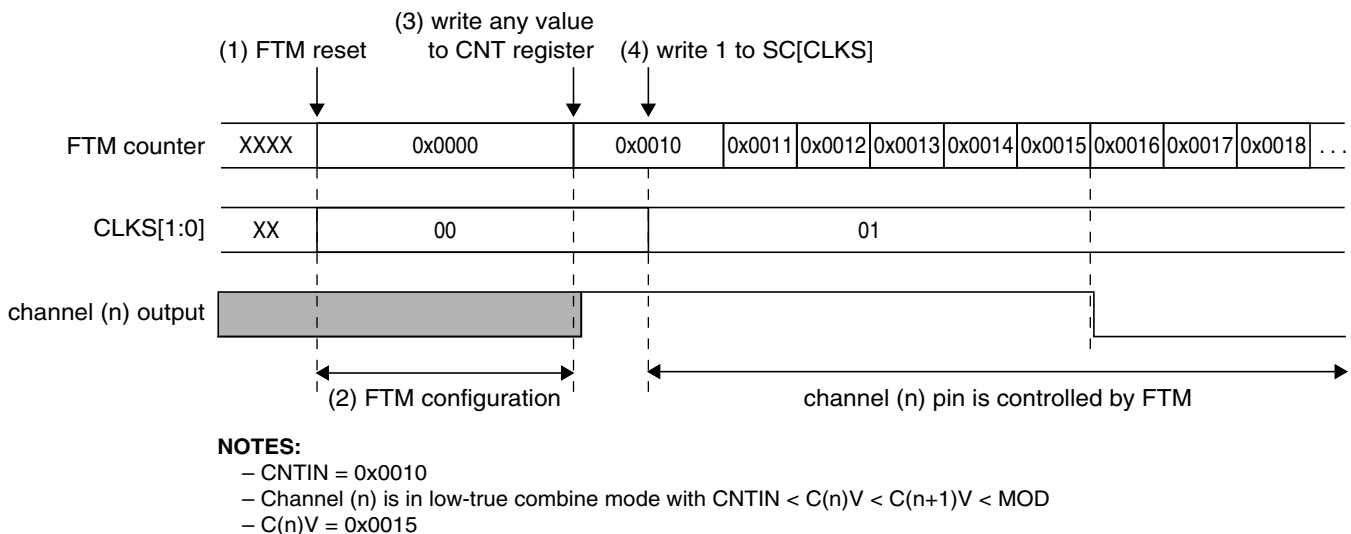 (3) write any value
(1) FTM reset to CNT register (4) write 1 to SC[CLKS]
FTM counter XXXX 0x0000 0x0010 0x0011 0x0012 0x0013 0x0014 0x0015 0x0016 0x0017 0x0018 . . .
CLKS[1:0] XX 00 01
channel (n) output
(2) FTM configuration channel (n) pin is controlled by FTM
NOTES:
– CNTIN = 0x0010
– Channel (n) is in low-true combine mode with CNTIN < C(n)V < C(n+1)V < MOD
– C(n)V = 0x0015